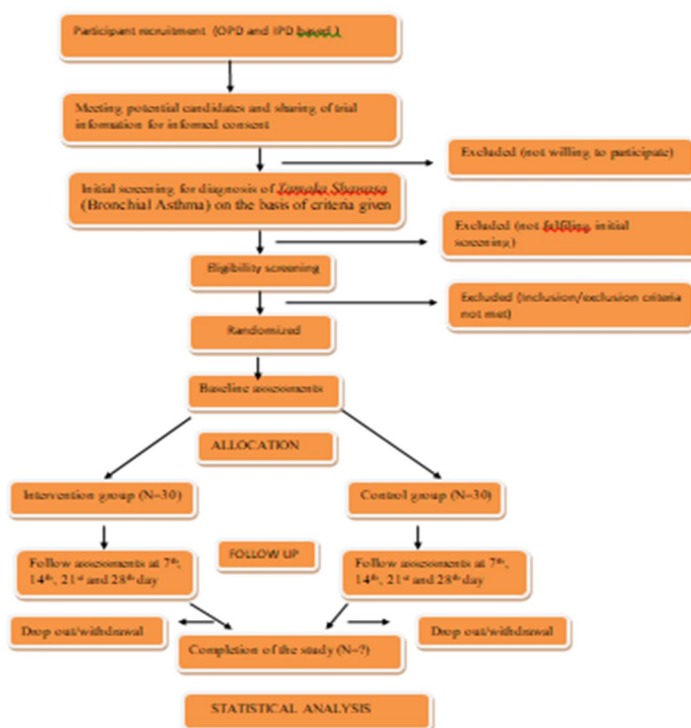 Participant recruitment (OPD and IPD based )
Meeting potential candidates and sharing of trial
information for informed consent
Excluded (not willing to participate)
Initial screening for diagnosis of Tamaka Shwasa
(Bronchial Asthma) on the basis of criteria given
Excluded (not fulfiling initial
screening)
Eligibility screening
Excluded (Inclusion/exclusion criteria
not met)
Randomized
Baseline assessments
ALLOCATION
Intervention group (N=30)
Control group (N=30)
Follow assessments at 7th,
14th, 21st and 28th day
FOLLOW UP
Follow assessments at 7th,
14th, 21st and 28th day
Drop out/withdrawal
Drop out/withdrawal
Completion of the study (N=?)
STATISTICAL ANALYSIS